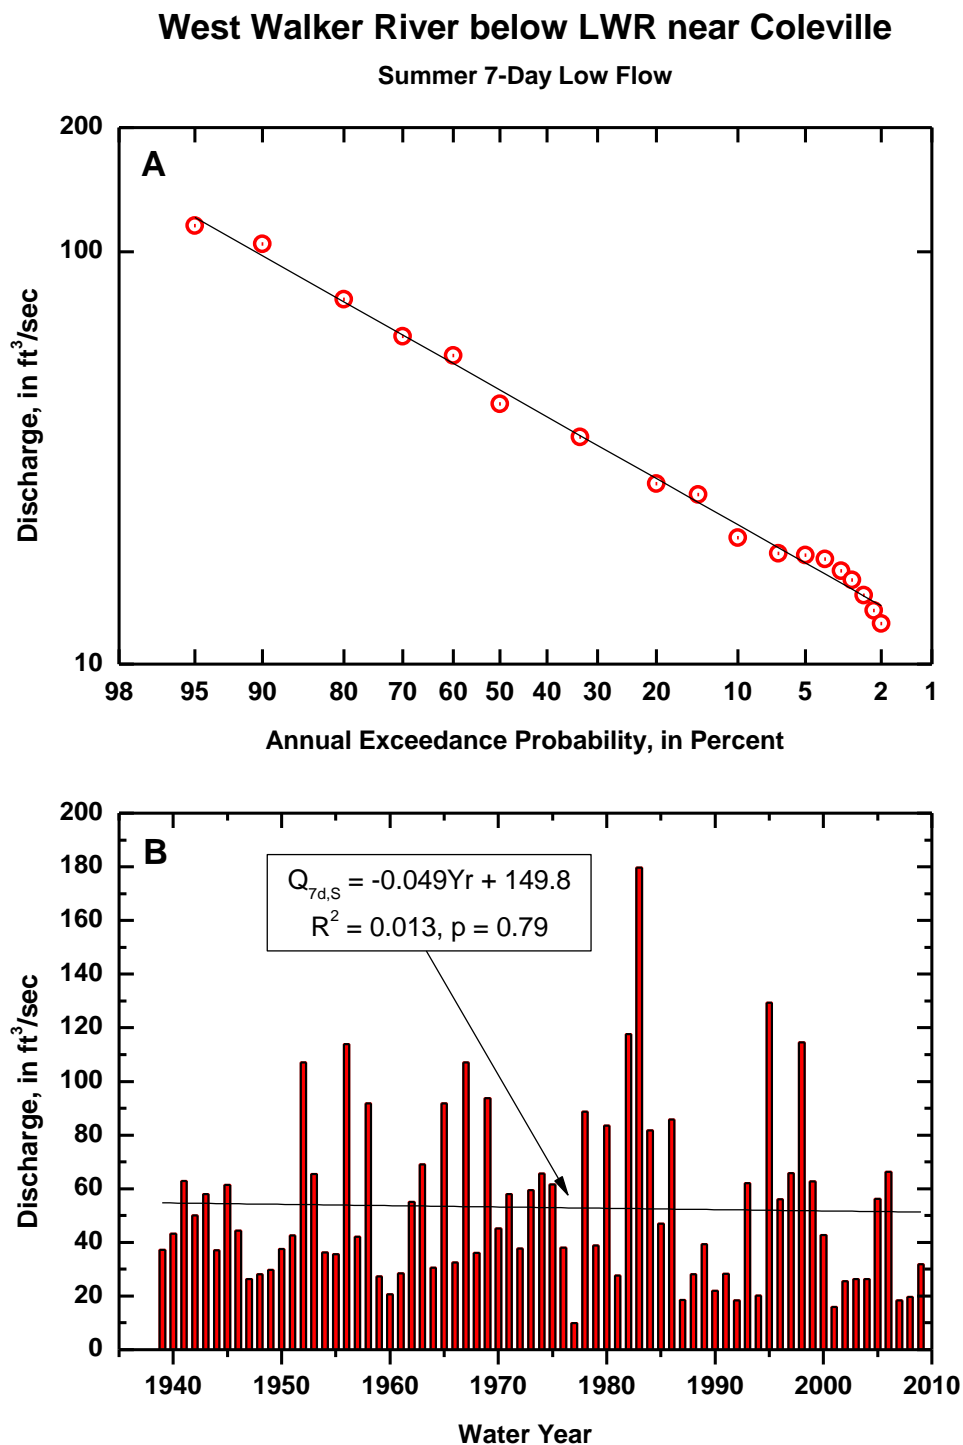 West Walker River below LWR near Coleville
Summer 7-Day Low Flow
A
200
100
10
Discharge, in ft³/sec
98 95 90 80 70 60 50 40 30 20 10 5 2 1
Annual Exceedance Probability, in Percent
B
Q7d,S = -0.049Yr + 149.8
R² = 0.013, p = 0.79
200
180
160
140
120
100
80
60
40
20
0
Discharge, in ft³/sec
1940 1950 1960 1970 1980 1990 2000 2010
Water Year